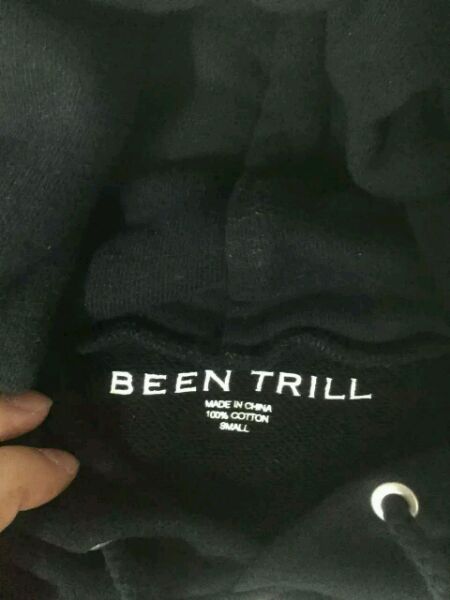 BEEN TRILL
MADE IN CHINA
100% COTTON
SMALL